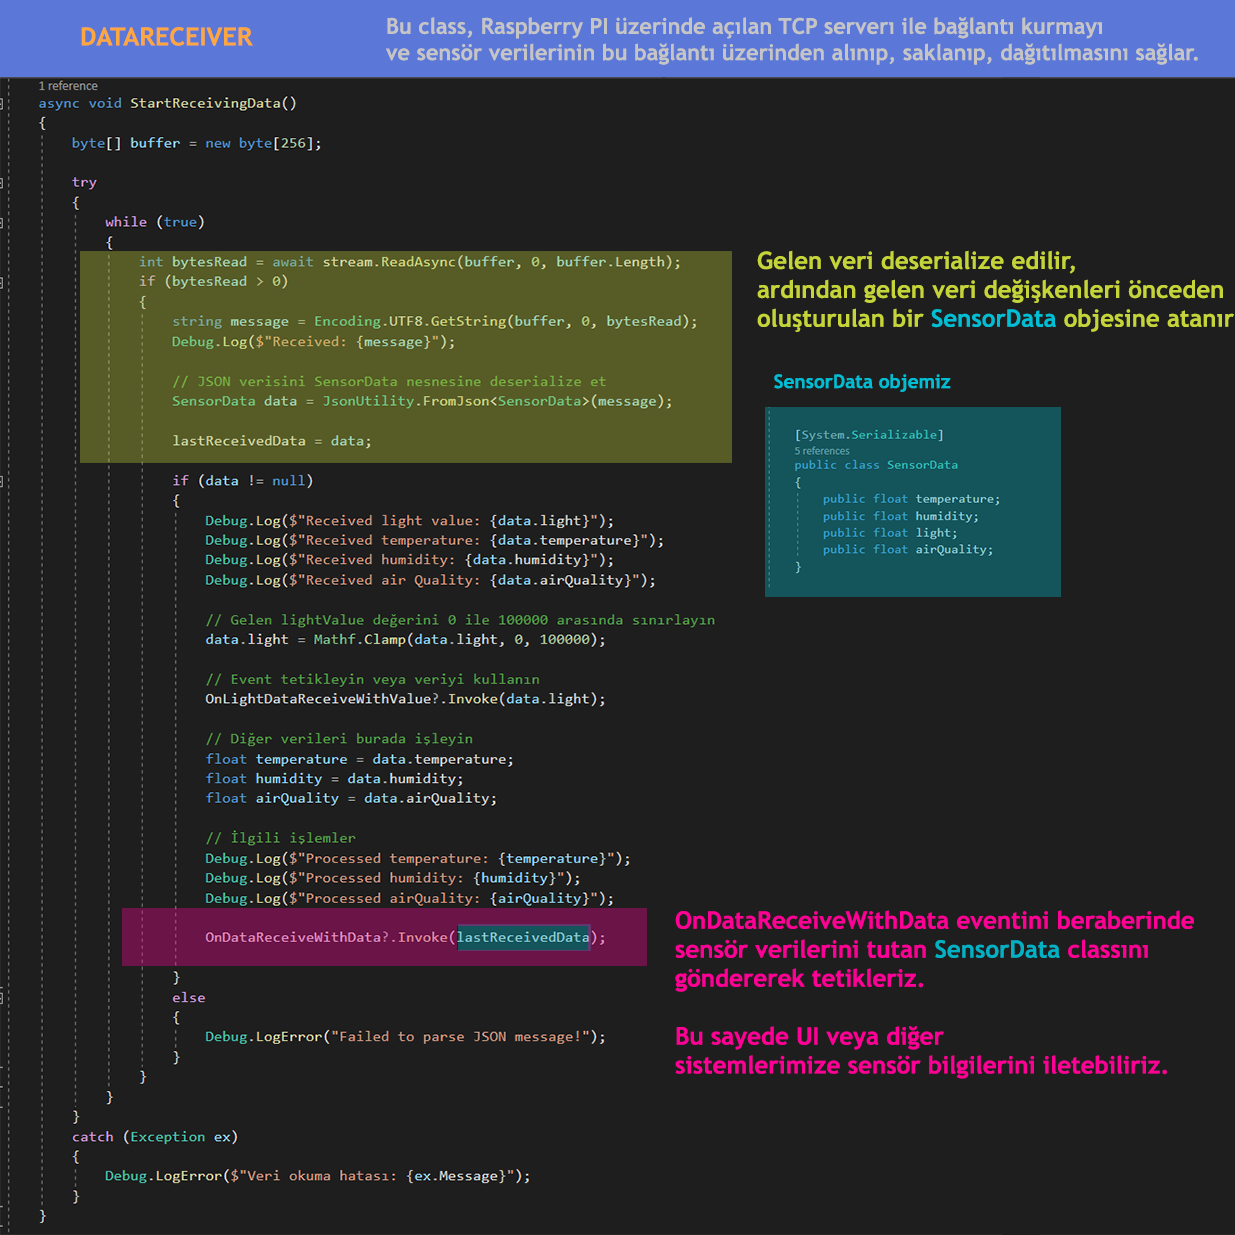 DATARECEIVER
Bu class, Raspberry PI üzerinde açılan TCP serverı ile bağlantı kurmayı
ve sensör verilerinin bu bağlantı üzerinden alınıp, saklanıp, dağıtılmasını sağlar.
1 reference
async void StartReceivingData()
{
byte[] buffer = new byte[256];
try
{
while (true)
{
int bytesRead = await stream.ReadAsync(buffer, 0, buffer.Length);
if (bytesRead > 0)
{
string message = Encoding.UTF8.GetString(buffer, 0, bytesRead);
Debug.Log($"Received: {message}");
// JSON verisini SensorData nesnesine deserialize et
SensorData data = JsonUtility.FromJson<SensorData>(message);
lastReceivedData = data;
Gelen veri deserialize edilir,
ardından gelen veri değişkenleri önceden
oluşturulan bir SensorData objesine atanır
SensorData objemiz
[System.Serializable]
5 references
public class SensorData
{
public float temperature;
public float humidity;
public float light;
public float airQuality;
}
if (data != null)
{
Debug.Log($"Received light value: {data.light}");
Debug.Log($"Received temperature: {data.temperature}");
Debug.Log($"Received humidity: {data.humidity}");
Debug.Log($"Received air Quality: {data.airQuality}");
// Gelen lightValue değerini 0 ile 100000 arasında sınırlayın
data.light = Mathf.Clamp(data.light, 0, 100000);
// Event tetikleyin veya veriyi kullanın
OnLightDataReceiveWithValue?.Invoke(data.light);
// Diğer verileri burada işleyin
float temperature = data.temperature;
float humidity = data.humidity;
float airQuality = data.airQuality;
// İlgili işlemler
Debug.Log($"Processed temperature: {temperature}");
Debug.Log($"Processed humidity: {humidity}");
Debug.Log($"Processed airQuality: {airQuality}");
OnDataReceiveWithData?.Invoke(lastReceivedData);
OnDataReceiveWithData eventini beraberinde
sensör verilerini tutan SensorData classını
göndererek tetikleriz.
Bu sayede UI veya diğer
sistemlerimize sensör bilgilerini iletebiliriz.
}
else
{
Debug.LogError("Failed to parse JSON message!");
}
}
}
}
catch (Exception ex)
{
Debug.LogError($"Veri okuma hatası: {ex.Message}");
}
}